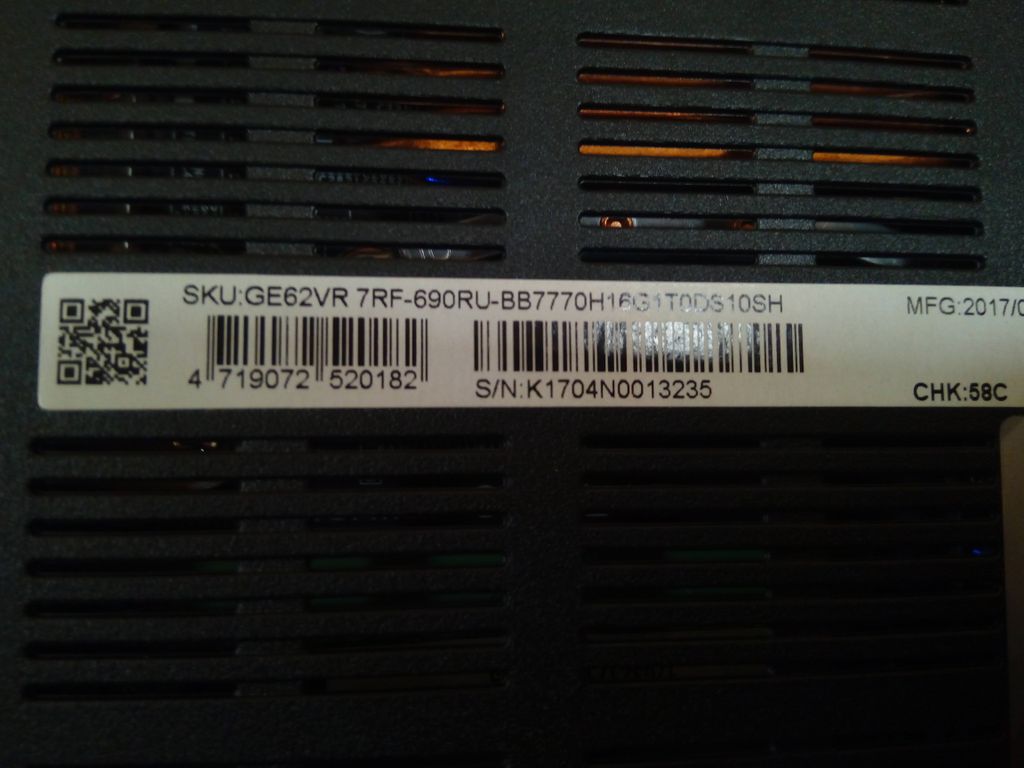 SKU:GE62VR 7RF-690RU-BB7770H16G1T0DS10SH
MFG:2017/0
4 719072 520182
S/N:K1704N0013235
CHK:58C